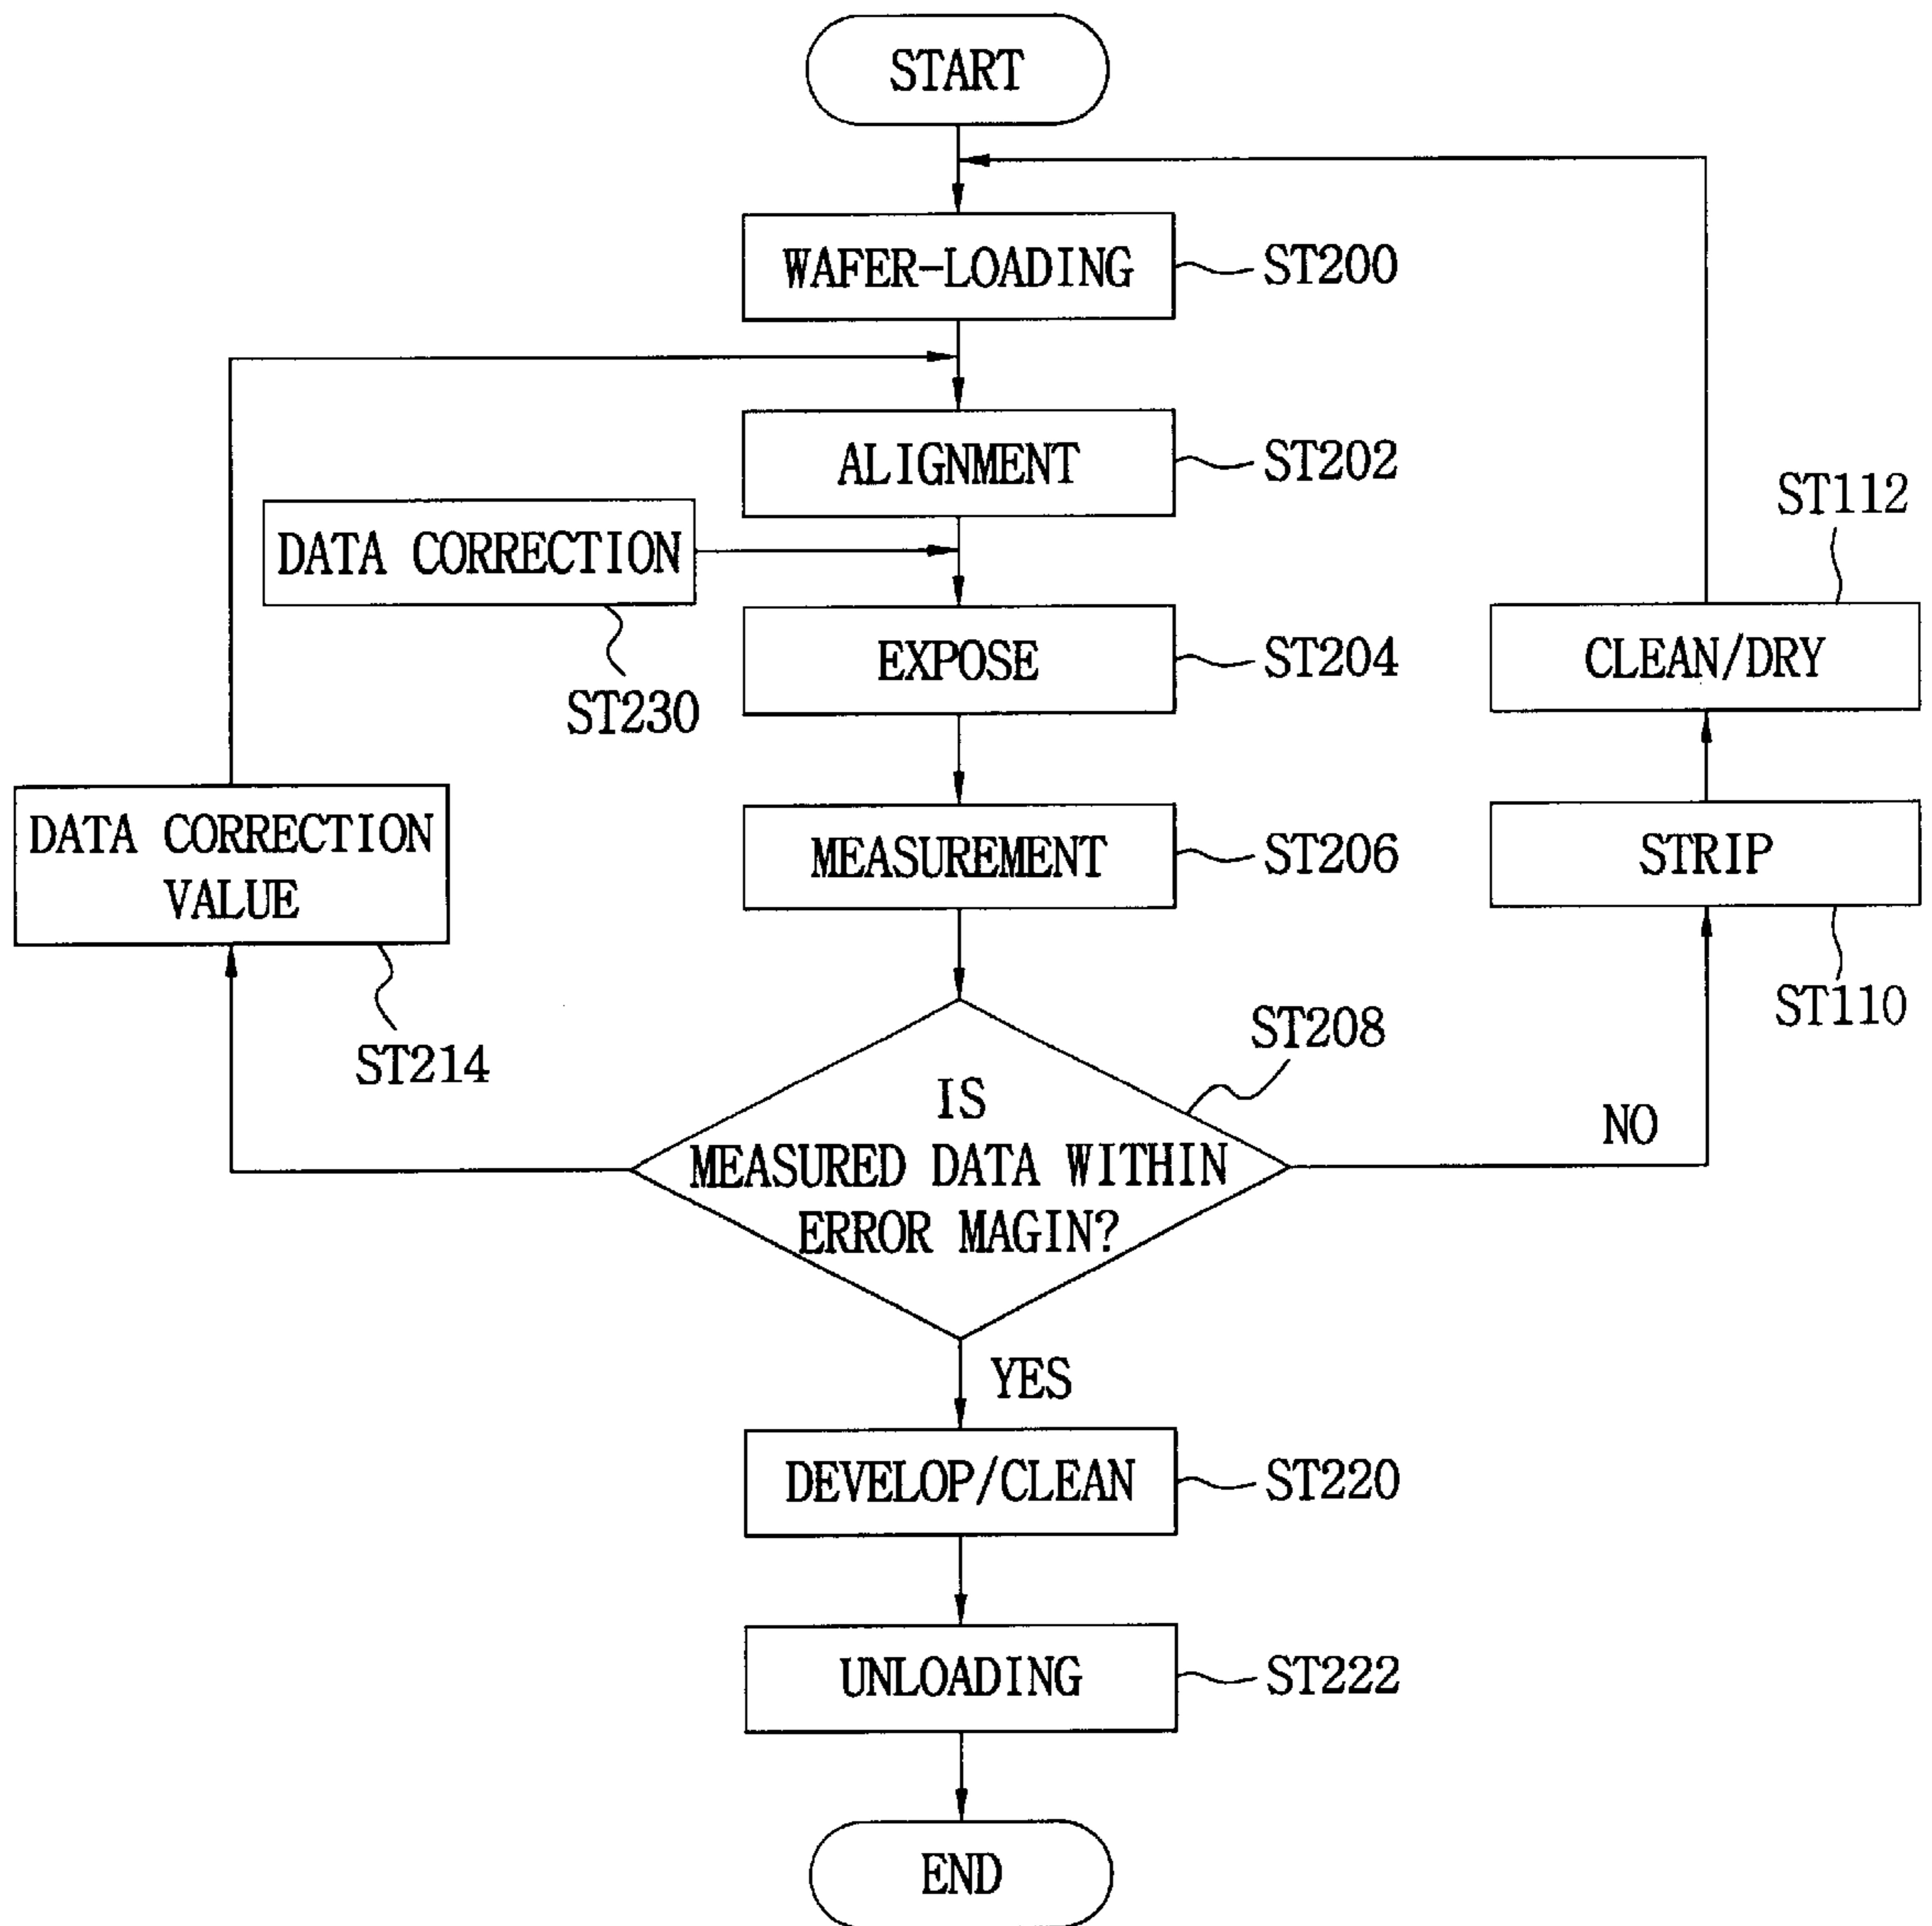 START
WAFER-LOADING
ST200
ALIGNMENT
ST202
DATA CORRECTION
ST230
EXPOSE
ST204
CLEAN/DRY
ST112
DATA CORRECTION
VALUE
ST214
MEASUREMENT
ST206
STRIP
ST110
IS
MEASURED DATA WITHIN
ERROR MAGIN?
ST208
NO
YES
DEVELOP/CLEAN
ST220
UNLOADING
ST222
END